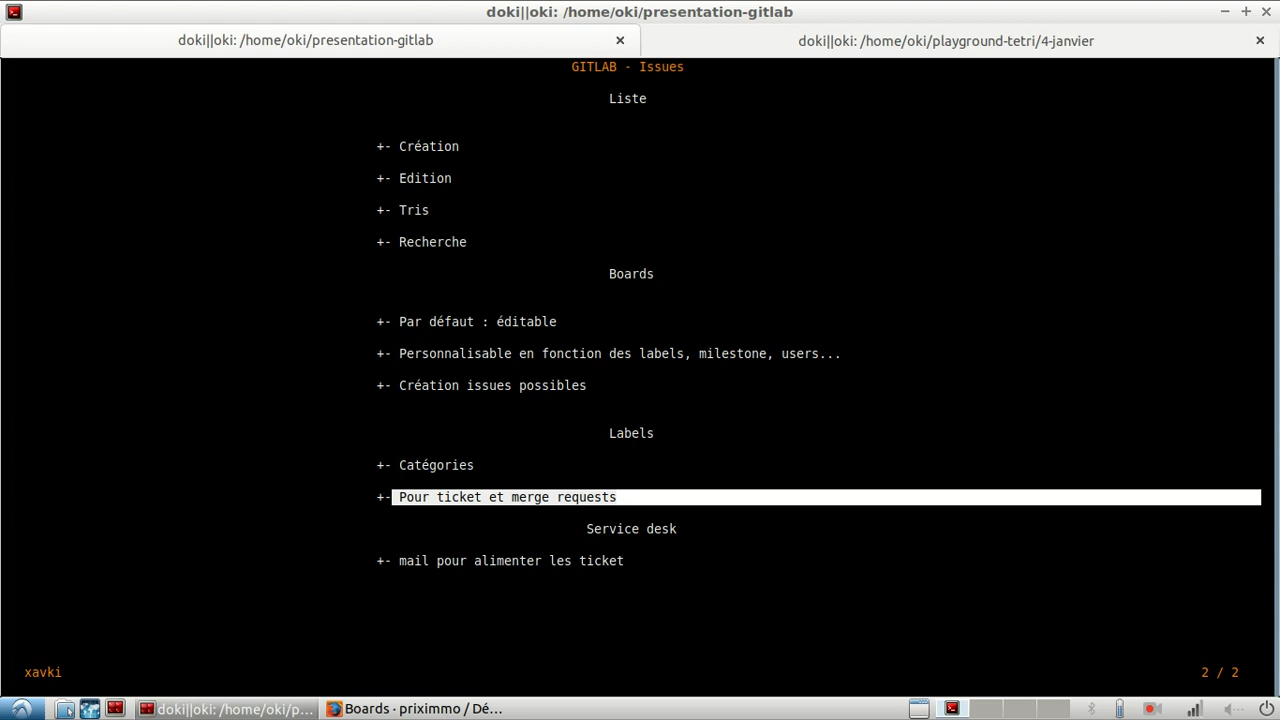 doki||oki: /home/oki/presentation-gitlab
doki||oki: /home/oki/presentation-gitlab
doki||oki: /home/oki/playground-tetri/4-janvier
GITLAB - Issues
Liste
+- Création
+- Edition
+- Tris
+- Recherche
Boards
+- Par défaut : éditable
+- Personnalisable en fonction des labels, milestone, users...
+- Création issues possibles
Labels
+- Catégories
+- Pour ticket et merge requests
Service desk
+- mail pour alimenter les ticket
xavki
2 / 2
doki||oki: /home/oki/p...
Boards · priximmo / Dé...